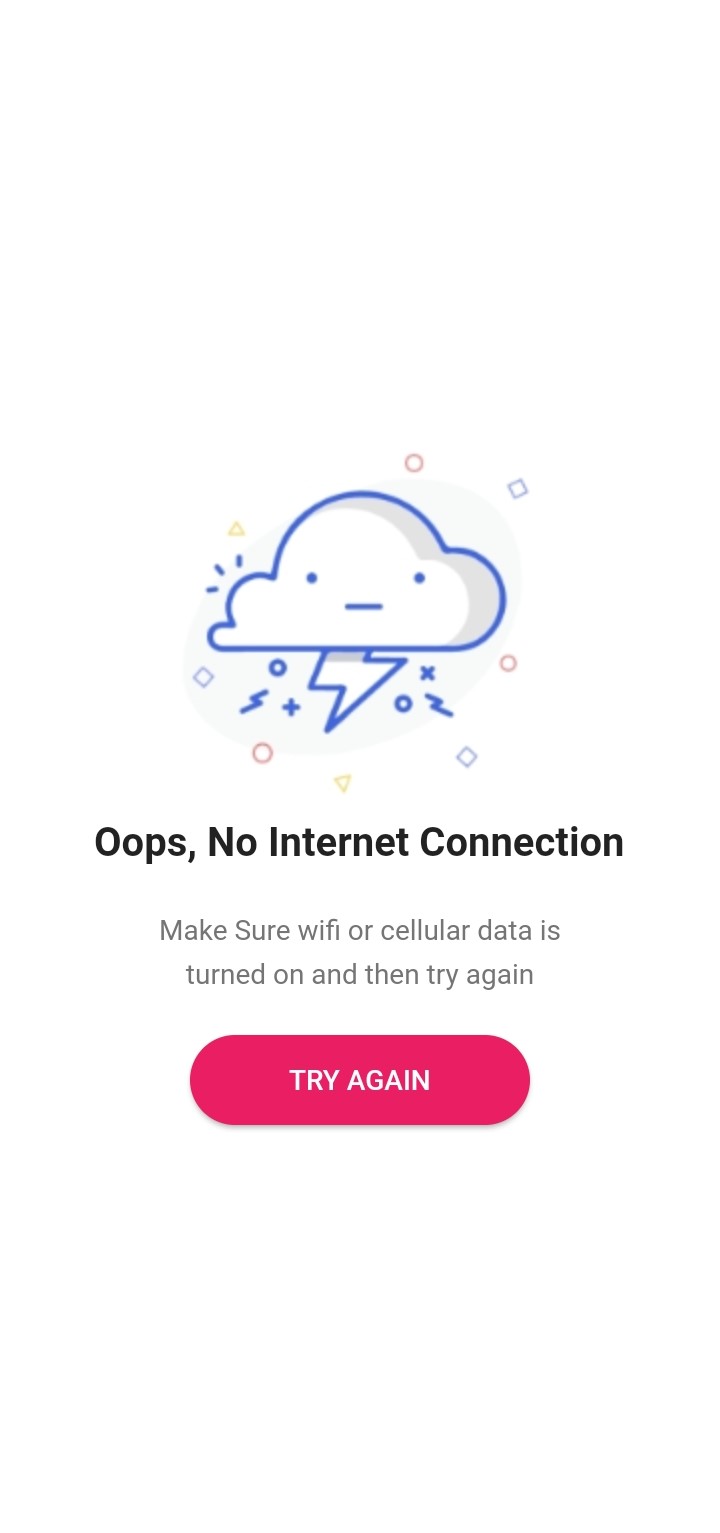 Oops, No Internet Connection
Make Sure wifi or cellular data is
turned on and then try again
TRY AGAIN